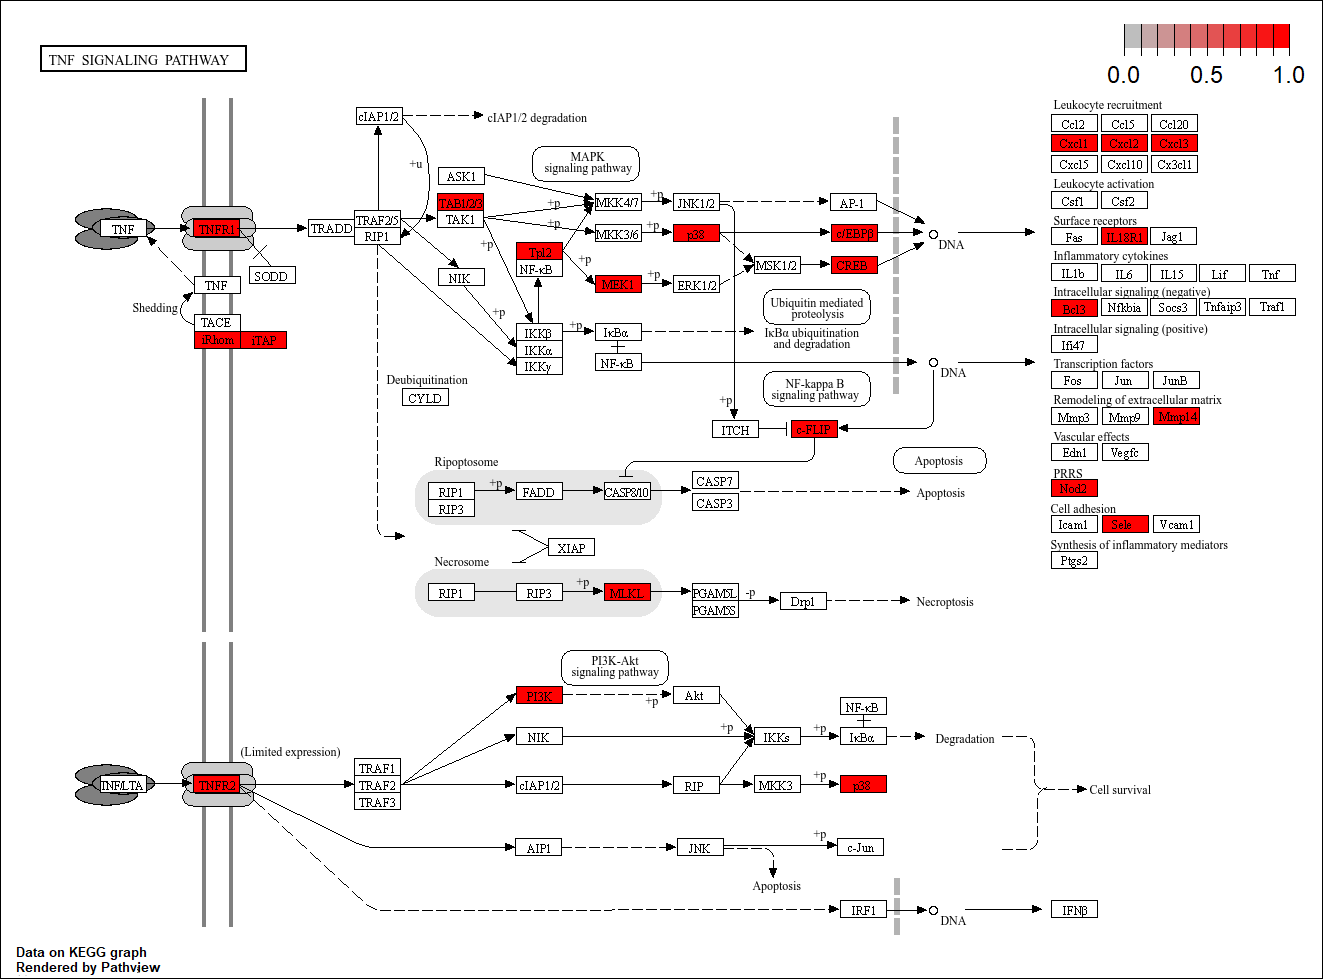 TNF SIGNALING PATHWAY
0.0 0.5 1.0
cIAP1/2
cIAP1/2 degradation
+u
MAPK
signaling pathway
ASK1
TAB1/2/3
TAK1
+p
+p
+p
MKK4/7
+p
JNK1/2
AP-1
MKK3/6
+p
p38
c/EPPβ
DNA
TNF
TNFR1
TRADD
TRAF2/5
RIP1
SODD
Tpl2
NF-κB
NIK
MEK1
+p
ERK1/2
MSK1/2
CREB
TNF
Shedding
TACE
iRhom
iTAP
+p
IKKβ
IKKα
IKKγ
+p
IκBα
NF-κB
Ubiquitin mediated
proteolysis
IκBα ubiquitination
and degradation
DNA
Deubiquitination
CYLD
NF-kappa B
signaling pathway
+p
ITCH
c-FLIP
Ripoptosome
RIP1
RIP3
+p
FADD
CASP8/10
CASP7
CASP3
Apoptosis
Apoptosis
XIAP
Necrosome
RIP1
RIP3
+p
MLKL
PGAM5L
PGAM5S
-p
Drp1
Necroptosis
Leukocyte recruitment
Ccl2 Ccl5 Ccl20
Cxcl1 Cxcl2 Cxcl3
Cxcl5 Cxcl10 Cx3cl1
Leukocyte activation
Csf1 Csf2
Surface receptors
Fas IL18R1 Jag1
Inflammatory cytokines
IL1b IL6 IL15 Lif Tnf
Intracellular signaling (negative)
Bcl3 Nfkbia Socs3 Tnfaip3 Traf1
Intracellular signaling (positive)
Ifi47
Transcription factors
Fos Jun JunB
Remodeling of extracellular matrix
Mmp3 Mmp9 Mmp14
Vascular effects
Edn1 Vegfc
PRRS
Nod2
Cell adhesion
Icam1 Sele Vcam1
Synthesis of inflammatory mediators
Ptgs2
PI3K-Akt
signaling pathway
PI3K
+p
Akt
NF-κB
NIK
+p
IKKs
+p
IκBα
Degradation
(Limited expression)
TNF/LTA
TNFR2
TRAF1
TRAF2
TRAF3
cIAP1/2
RIP
MKK3
+p
p38
Cell survival
AIP1
JNK
+p
c-Jun
Apoptosis
IRF1
DNA
IFNβ
Data on KEGG graph
Rendered by Pathview